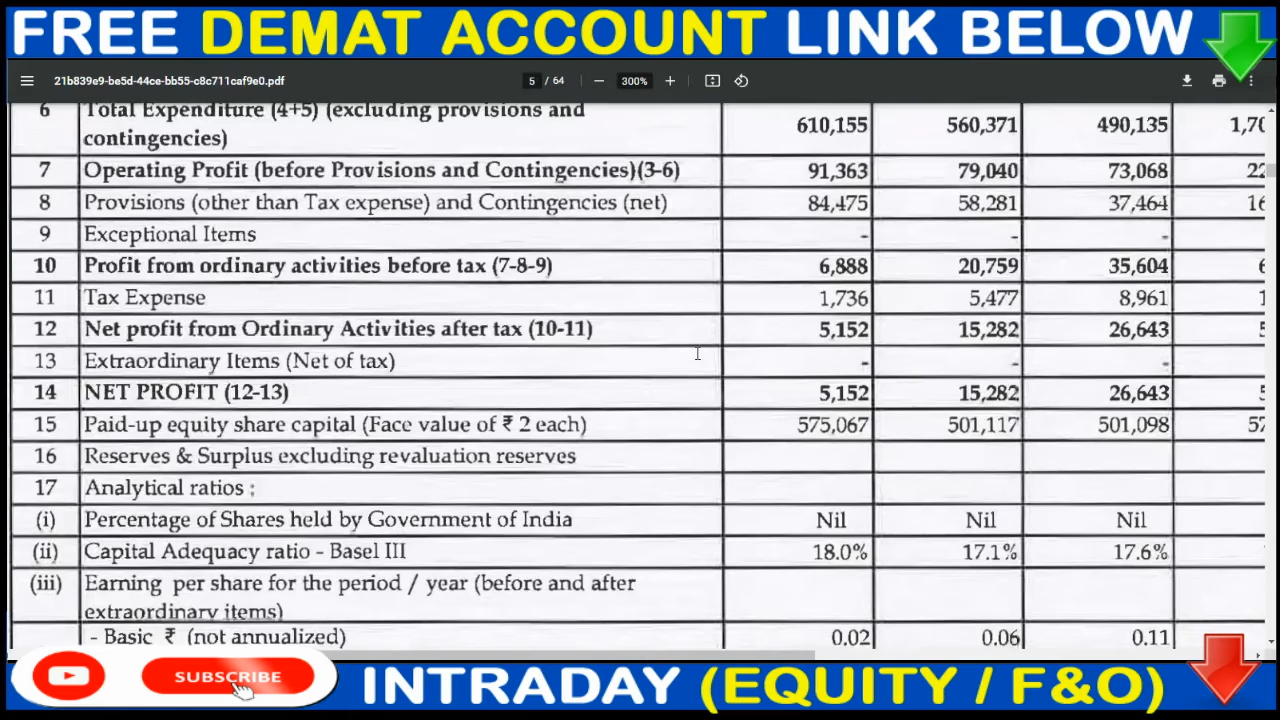 FREE DEMAT ACCOUNT LINK BELOW
21b839e9-be5d-44ce-bb55-c8c711caf9e0.pdf 5 / 64 300%
6 Total Expenditure (4+5) (excluding provisions and
contingencies) 610,155 560,371 490,135 1,70
7 Operating Profit (before Provisions and Contingencies)(3-6) 91,363 79,040 73,068 22
8 Provisions (other than Tax expense) and Contingencies (net) 84,475 58,281 37,464 16
9 Exceptional Items - - -
10 Profit from ordinary activities before tax (7-8-9) 6,888 20,759 35,604 6
11 Tax Expense 1,736 5,477 8,961 1
12 Net profit from Ordinary Activities after tax (10-11) 5,152 15,282 26,643 5
13 Extraordinary Items (Net of tax) - - -
14 NET PROFIT (12-13) 5,152 15,282 26,643 5
15 Paid-up equity share capital (Face value of ₹ 2 each) 575,067 501,117 501,098 57
16 Reserves & Surplus excluding revaluation reserves
17 Analytical ratios :
(i) Percentage of Shares held by Government of India Nil Nil Nil
(ii) Capital Adequacy ratio - Basel III 18.0% 17.1% 17.6%
(iii) Earning per share for the period / year (before and after
extraordinary items)
- Basic ₹ (not annualized) 0.02 0.06 0.11
SUBSCRIBE
INTRADAY (EQUITY / F&O)